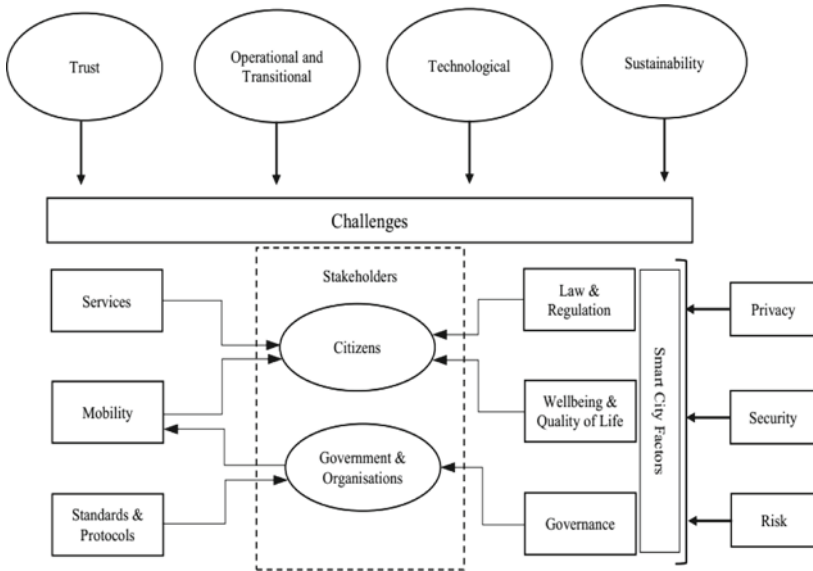 Trust
Operational and
Transitional
Technological
Sustainability
Challenges
Stakeholders
Services
Citizens
Law &
Regulation
Privacy
Mobility
Wellbeing &
Quality of Life
Smart City Factors
Security
Government &
Organisations
Standards &
Protocols
Governance
Risk